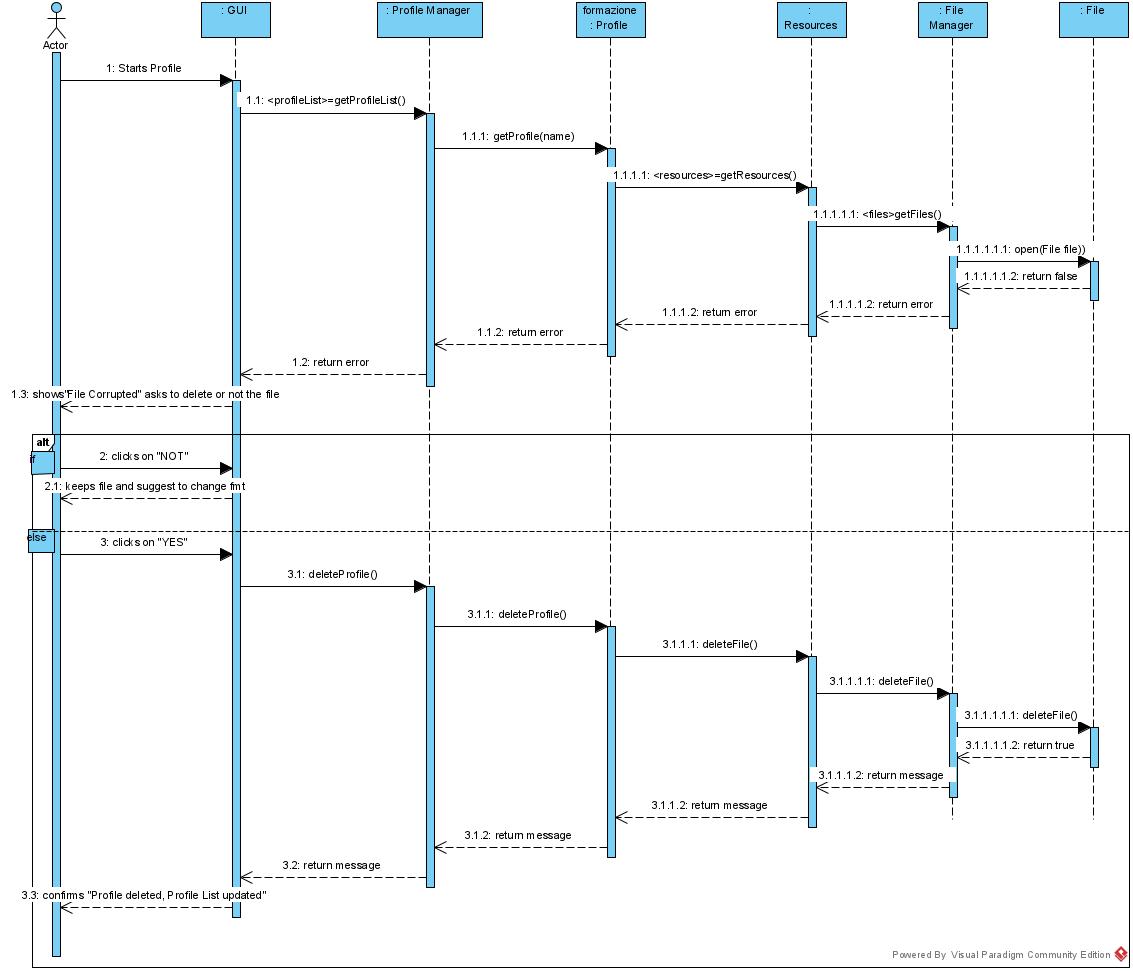 : GUI
: Profile Manager
formazione
: Profile
:
Resources
: File
Manager
: File
Actor
1: Starts Profile
1.1: <profileList>=getProfileList()
1.1.1: getProfile(name)
1.1.1.1: <resources>=getResources()
1.1.1.1.1: <files>getFiles()
1.1.1.1.1.1: open(File file))
1.1.1.1.1.2: return false
1.1.1.1.2: return error
1.1.1.2: return error
1.1.2: return error
1.2: return error
1.3: shows"File Corrupted" asks to delete or not the file
alt
if
2: clicks on "NOT"
2.1: keeps file and suggest to change fmt
else
3: clicks on "YES"
3.1: deleteProfile()
3.1.1: deleteProfile()
3.1.1.1: deleteFile()
3.1.1.1.1: deleteFile()
3.1.1.1.1.1: deleteFile()
3.1.1.1.1.2: return true
3.1.1.1.2: return message
3.1.1.2: return message
3.1.2: return message
3.2: return message
3.3: confirms "Profile deleted, Profile List updated"
Powered By Visual Paradigm Community Edition